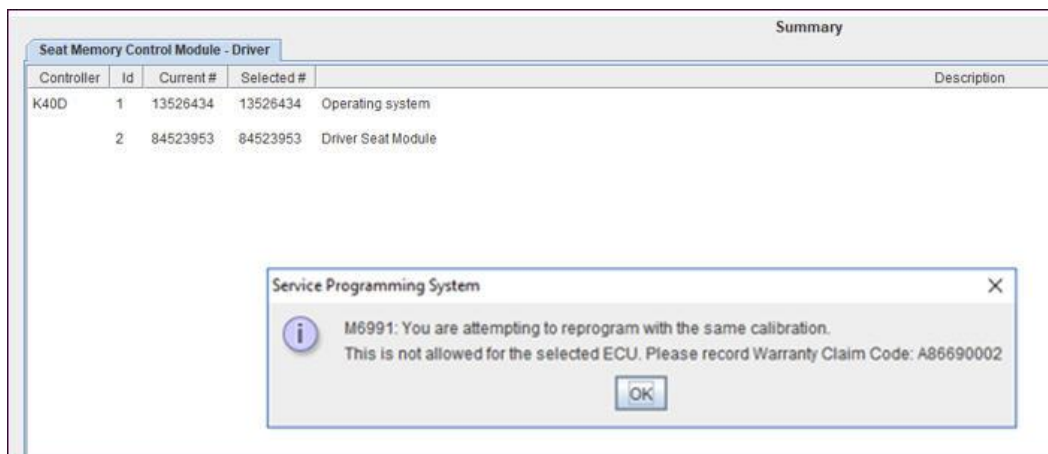 Summary
Seat Memory Control Module - Driver
Controller Id Current # Selected # Description
K40D 1 13526434 13526434 Operating system
2 84523953 84523953 Driver Seat Module
Service Programming System
M6991: You are attempting to reprogram with the same calibration.
This is not allowed for the selected ECU. Please record Warranty Claim Code: A86690002
OK